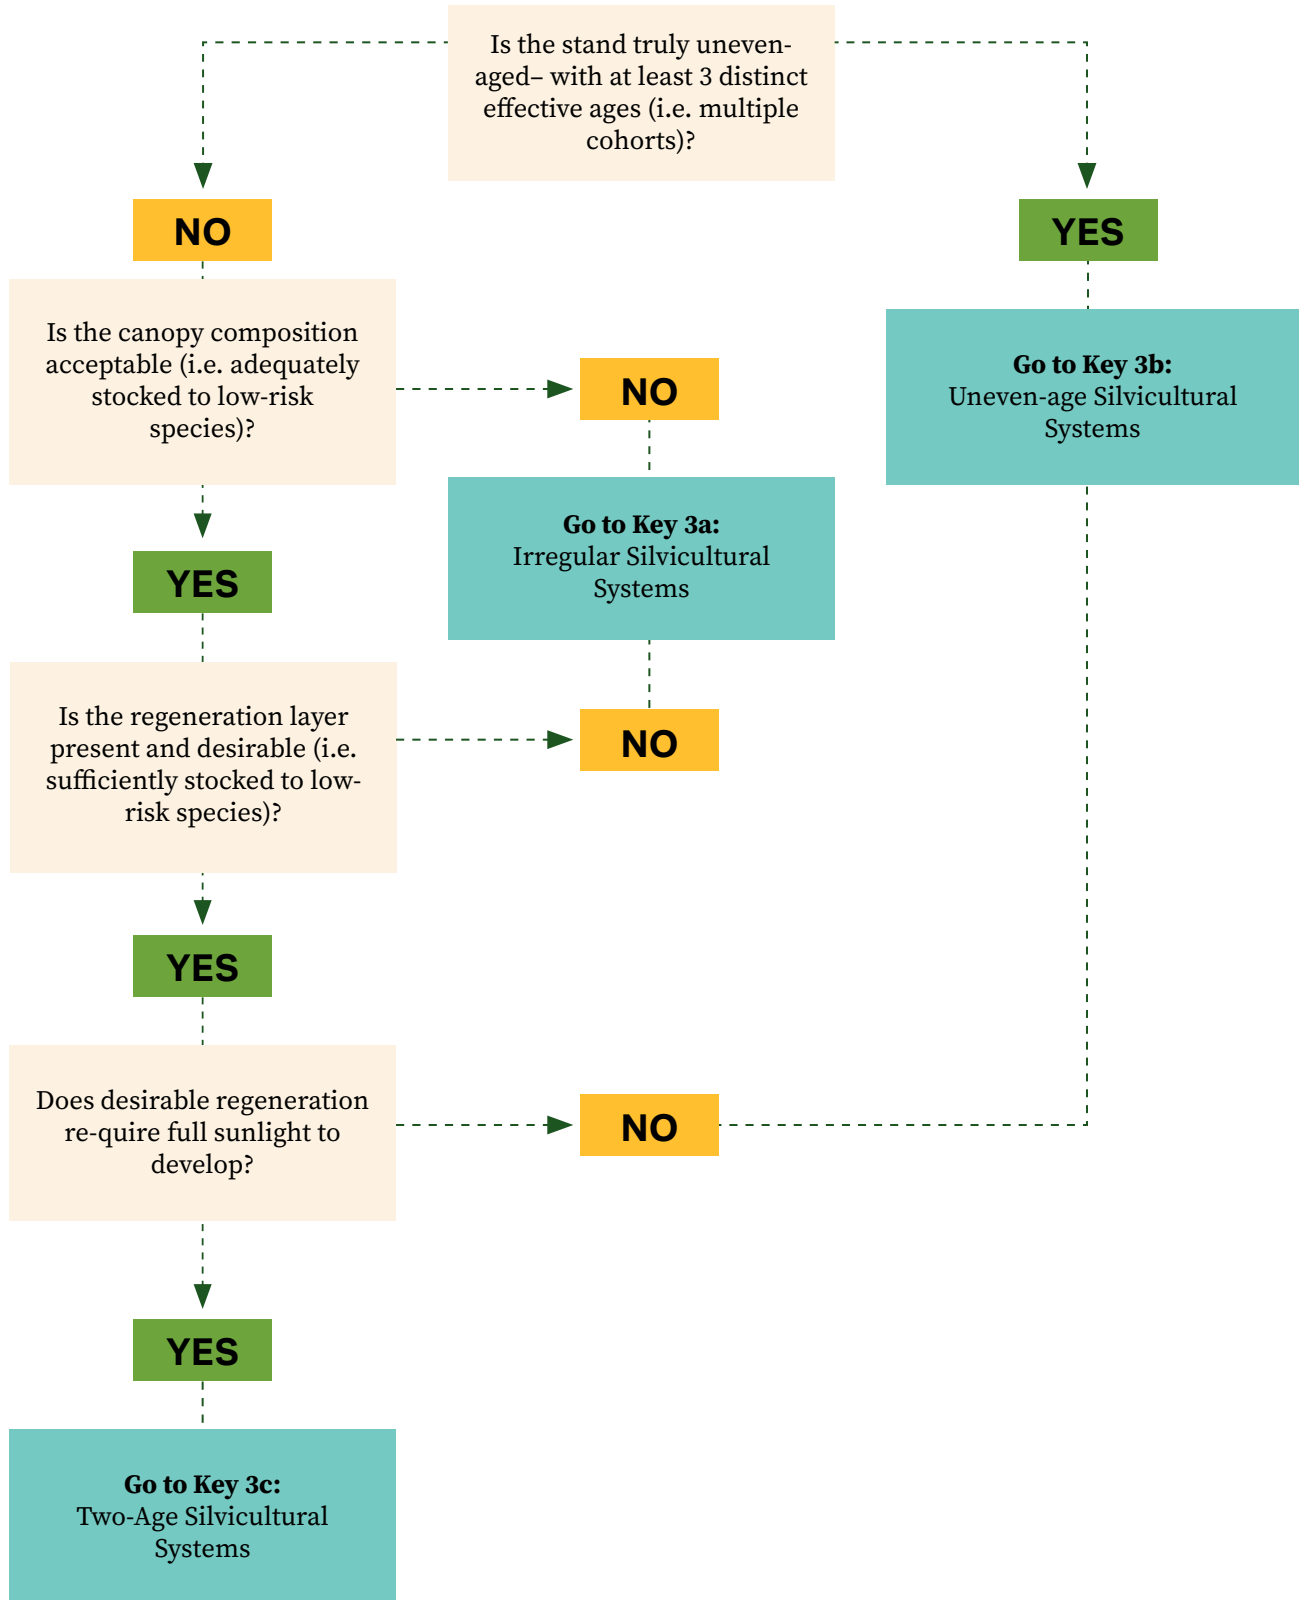 Is the stand truly uneven-
aged– with at least 3 distinct
effective ages (i.e. multiple
cohorts)?
NO
YES
Is the canopy composition
acceptable (i.e. adequately
stocked to low-risk
species)?
NO
Go to Key 3b:
Uneven-age Silvicultural
Systems
Go to Key 3a:
Irregular Silvicultural
Systems
YES
Is the regeneration layer
present and desirable (i.e.
sufficiently stocked to low-
risk species)?
NO
YES
Does desirable regeneration
re-quire full sunlight to
develop?
NO
YES
Go to Key 3c:
Two-Age Silvicultural
Systems